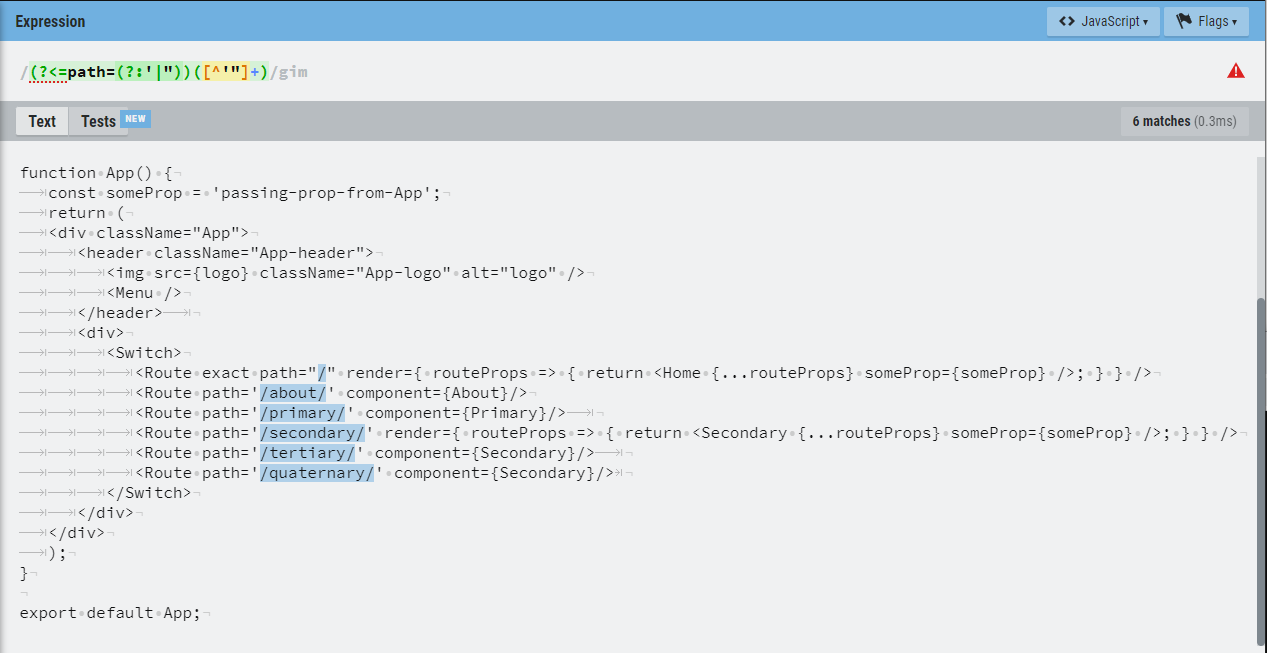 Expression
<> JavaScript ▾ Flags ▾
/(?<=path=(?:'|"))([^'"]+)/gim
Text Tests NEW
6 matches (0.3ms)
function App() {
const someProp = 'passing-prop-from-App';
return (
<div className="App">
<header className="App-header">
<img src={logo} className="App-logo" alt="logo" />
<Menu />
</header>
<div>
<Switch>
<Route exact path="/" render={ routeProps => { return <Home {...routeProps} someProp={someProp} />; } } />
<Route path='/about/' component={About}/>
<Route path='/primary/' component={Primary}/>
<Route path='/secondary/' render={ routeProps => { return <Secondary {...routeProps} someProp={someProp} />; } } />
<Route path='/tertiary/' component={Secondary}/>
<Route path='/quaternary/' component={Secondary}/>
</Switch>
</div>
</div>
);
}
export default App;